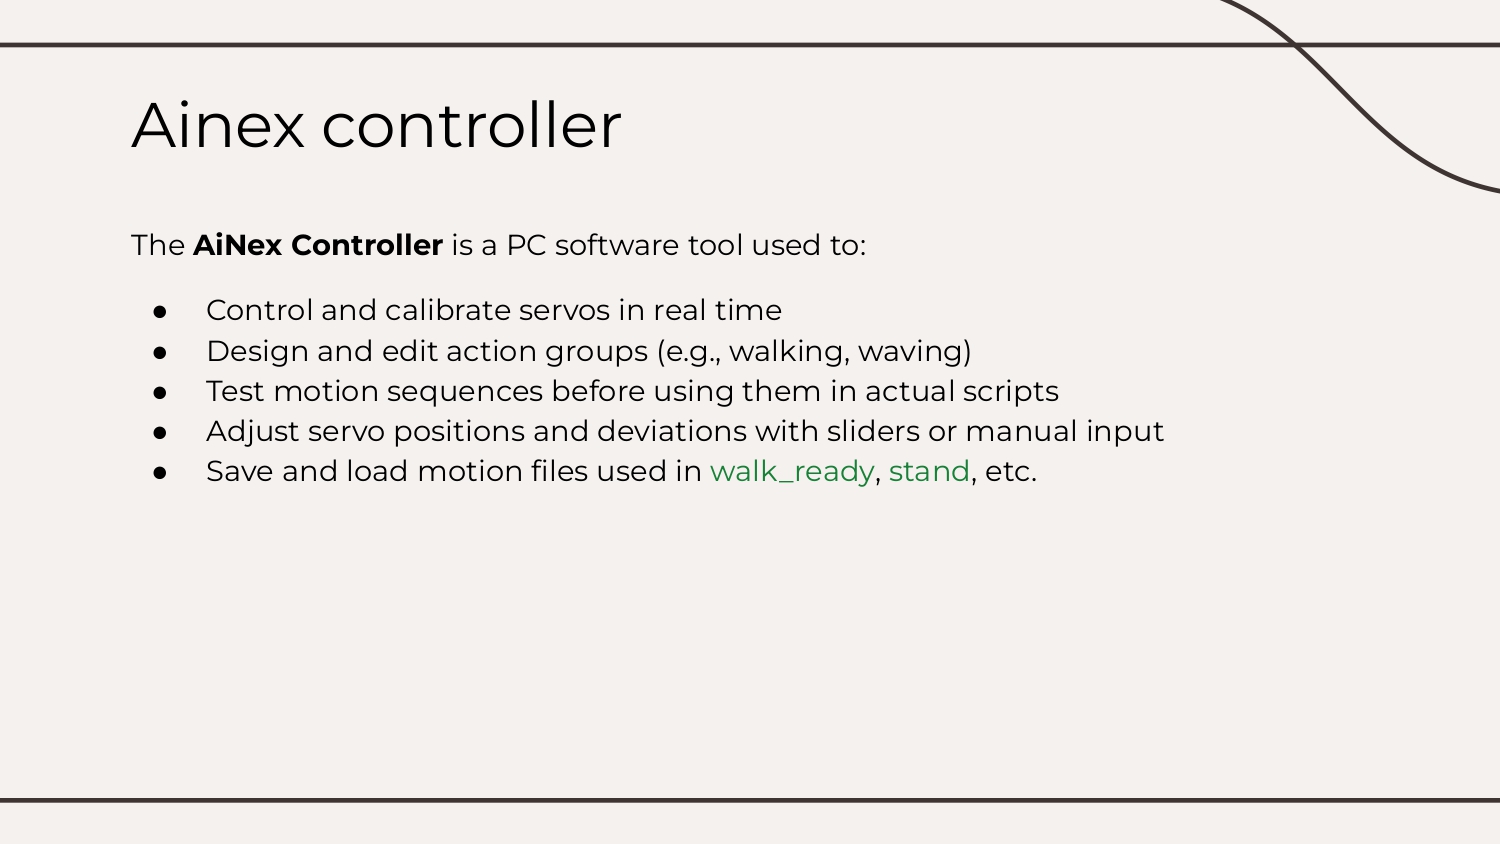 Ainex controller
The AiNex Controller is a PC software tool used to:
● Control and calibrate servos in real time
● Design and edit action groups (e.g., walking, waving)
● Test motion sequences before using them in actual scripts
● Adjust servo positions and deviations with sliders or manual input
● Save and load motion files used in walk_ready, stand, etc.